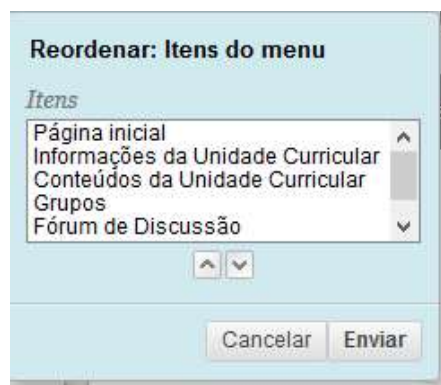 Reordenar: Itens do menu
Itens
Página inicial
Informações da Unidade Curricular
Conteúdos da Unidade Curricular
Grupos
Fórum de Discussão
Cancelar Enviar